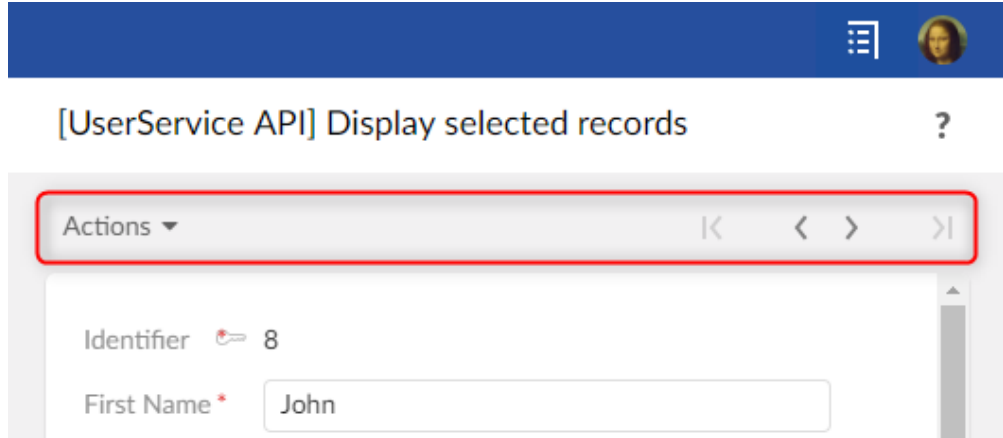 [UserService API] Display selected records ?
Actions
Identifier 8
First Name * John